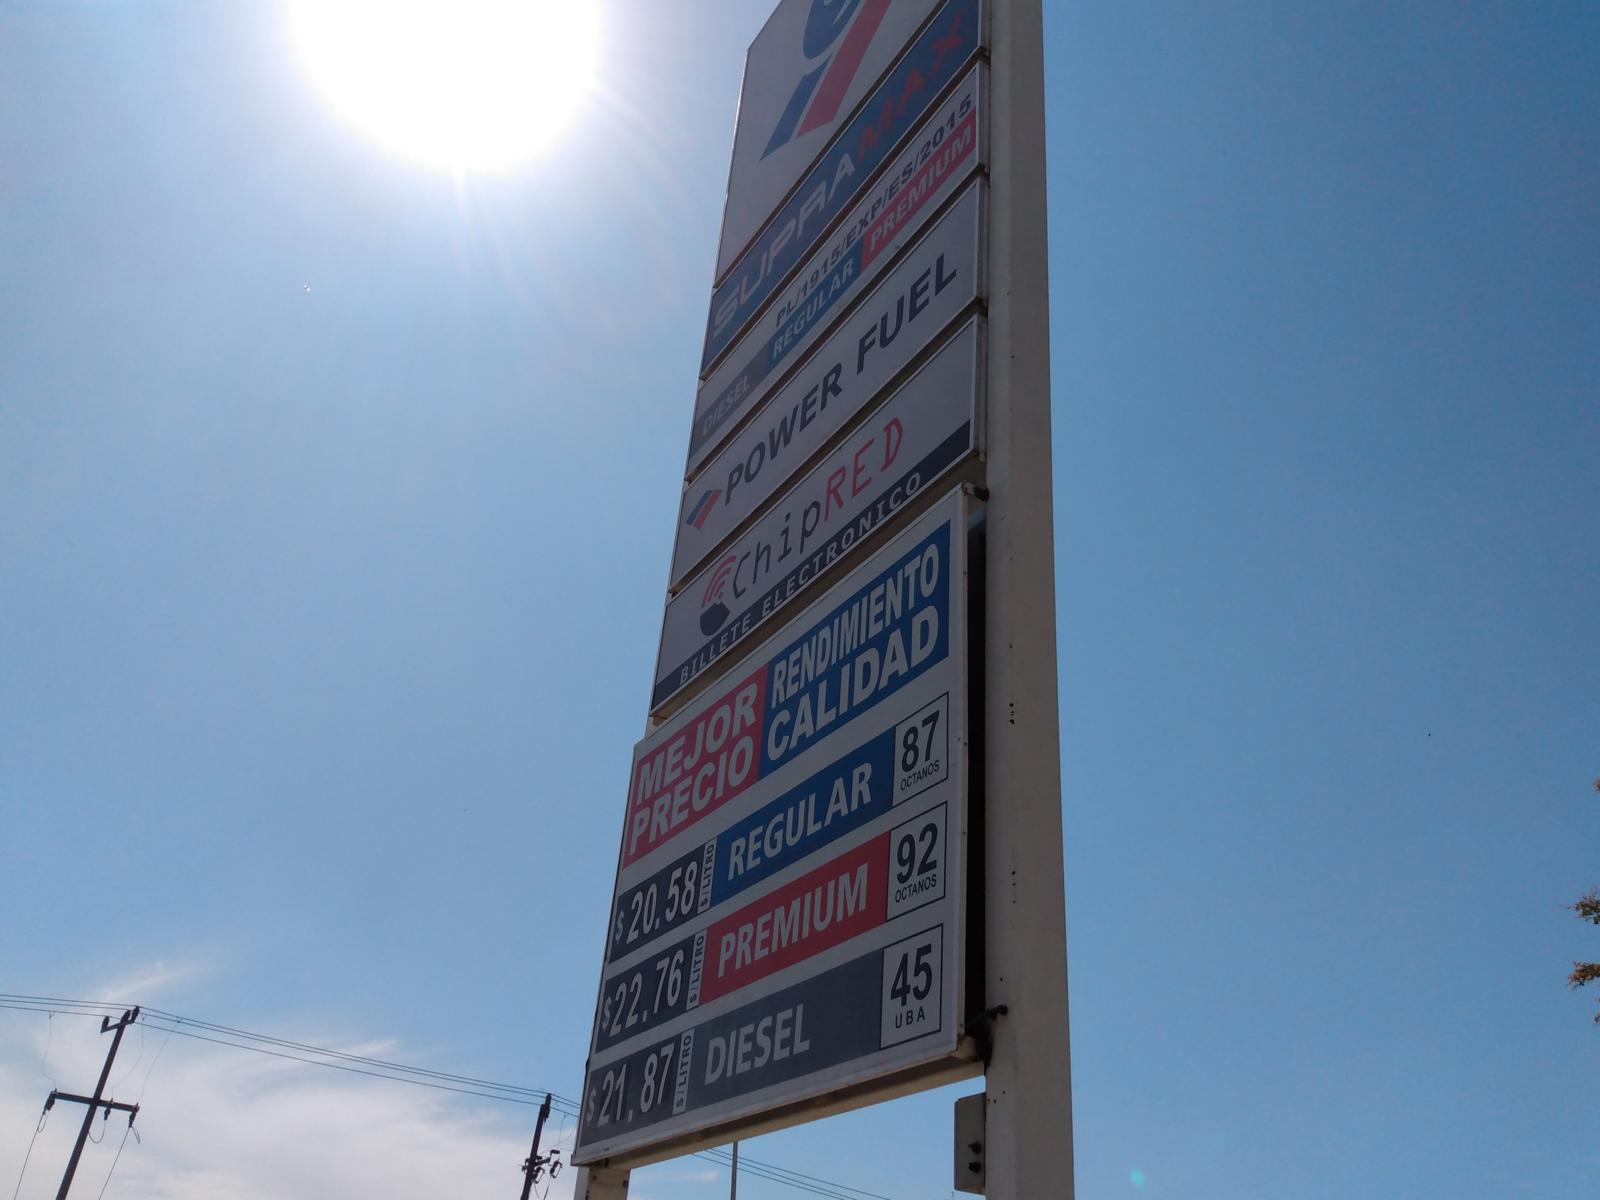 SUPRAMAX
PL/1915/EXP/ES/2015
DIESEL REGULAR PREMIUM
POWER FUEL
ChipRED
BILLETE ELECTRONICO
MEJOR RENDIMIENTO
PRECIO CALIDAD
$20.58 $/LITRO REGULAR 87 OCTANOS
$22.76 $/LITRO PREMIUM 92 OCTANOS
$21.87 $/LITRO DIESEL 45 UBA